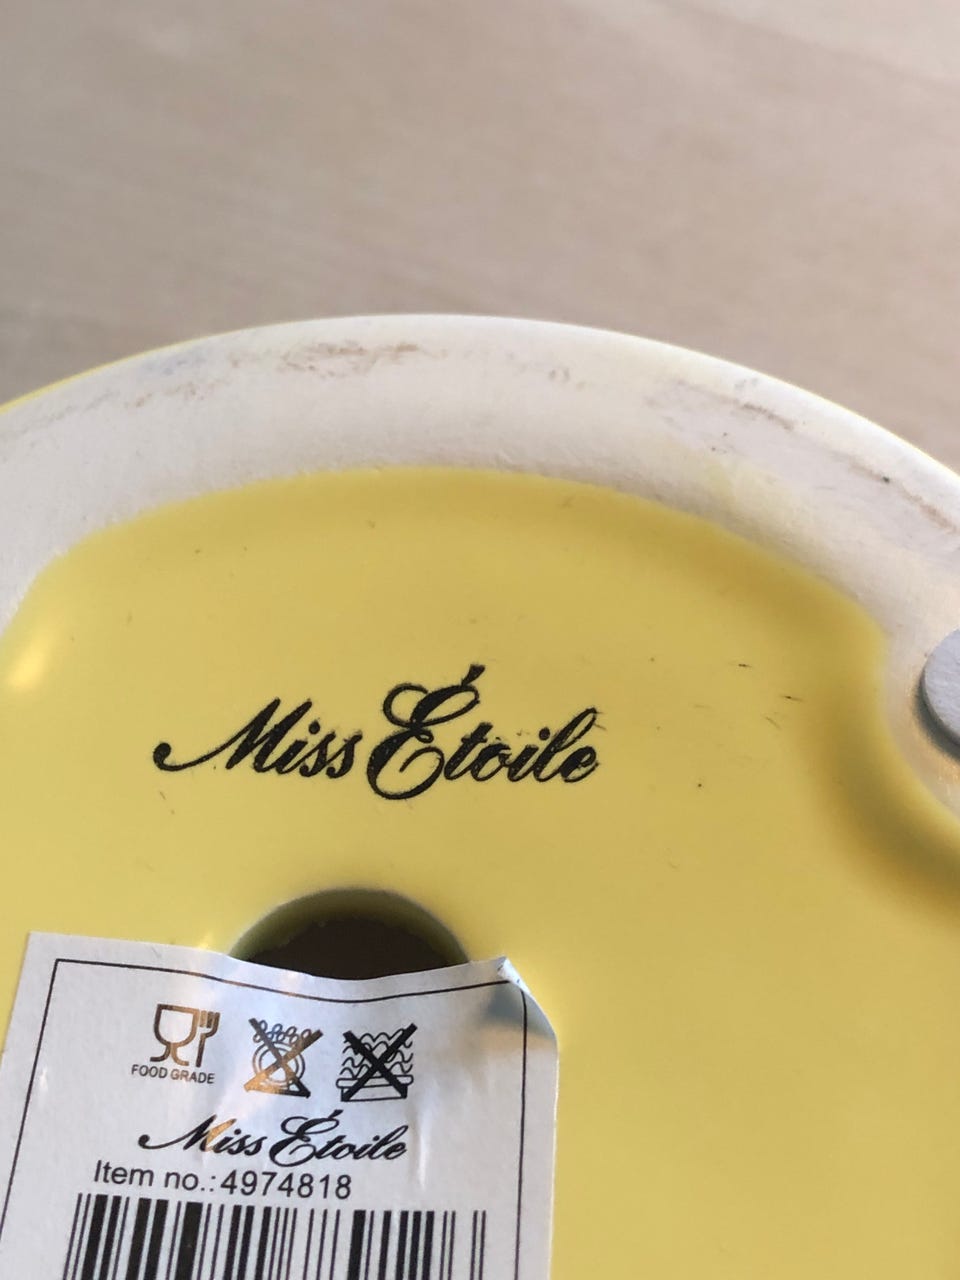 Miss Étoile
FOOD GRADE
Miss Étoile
Item no.: 4974818